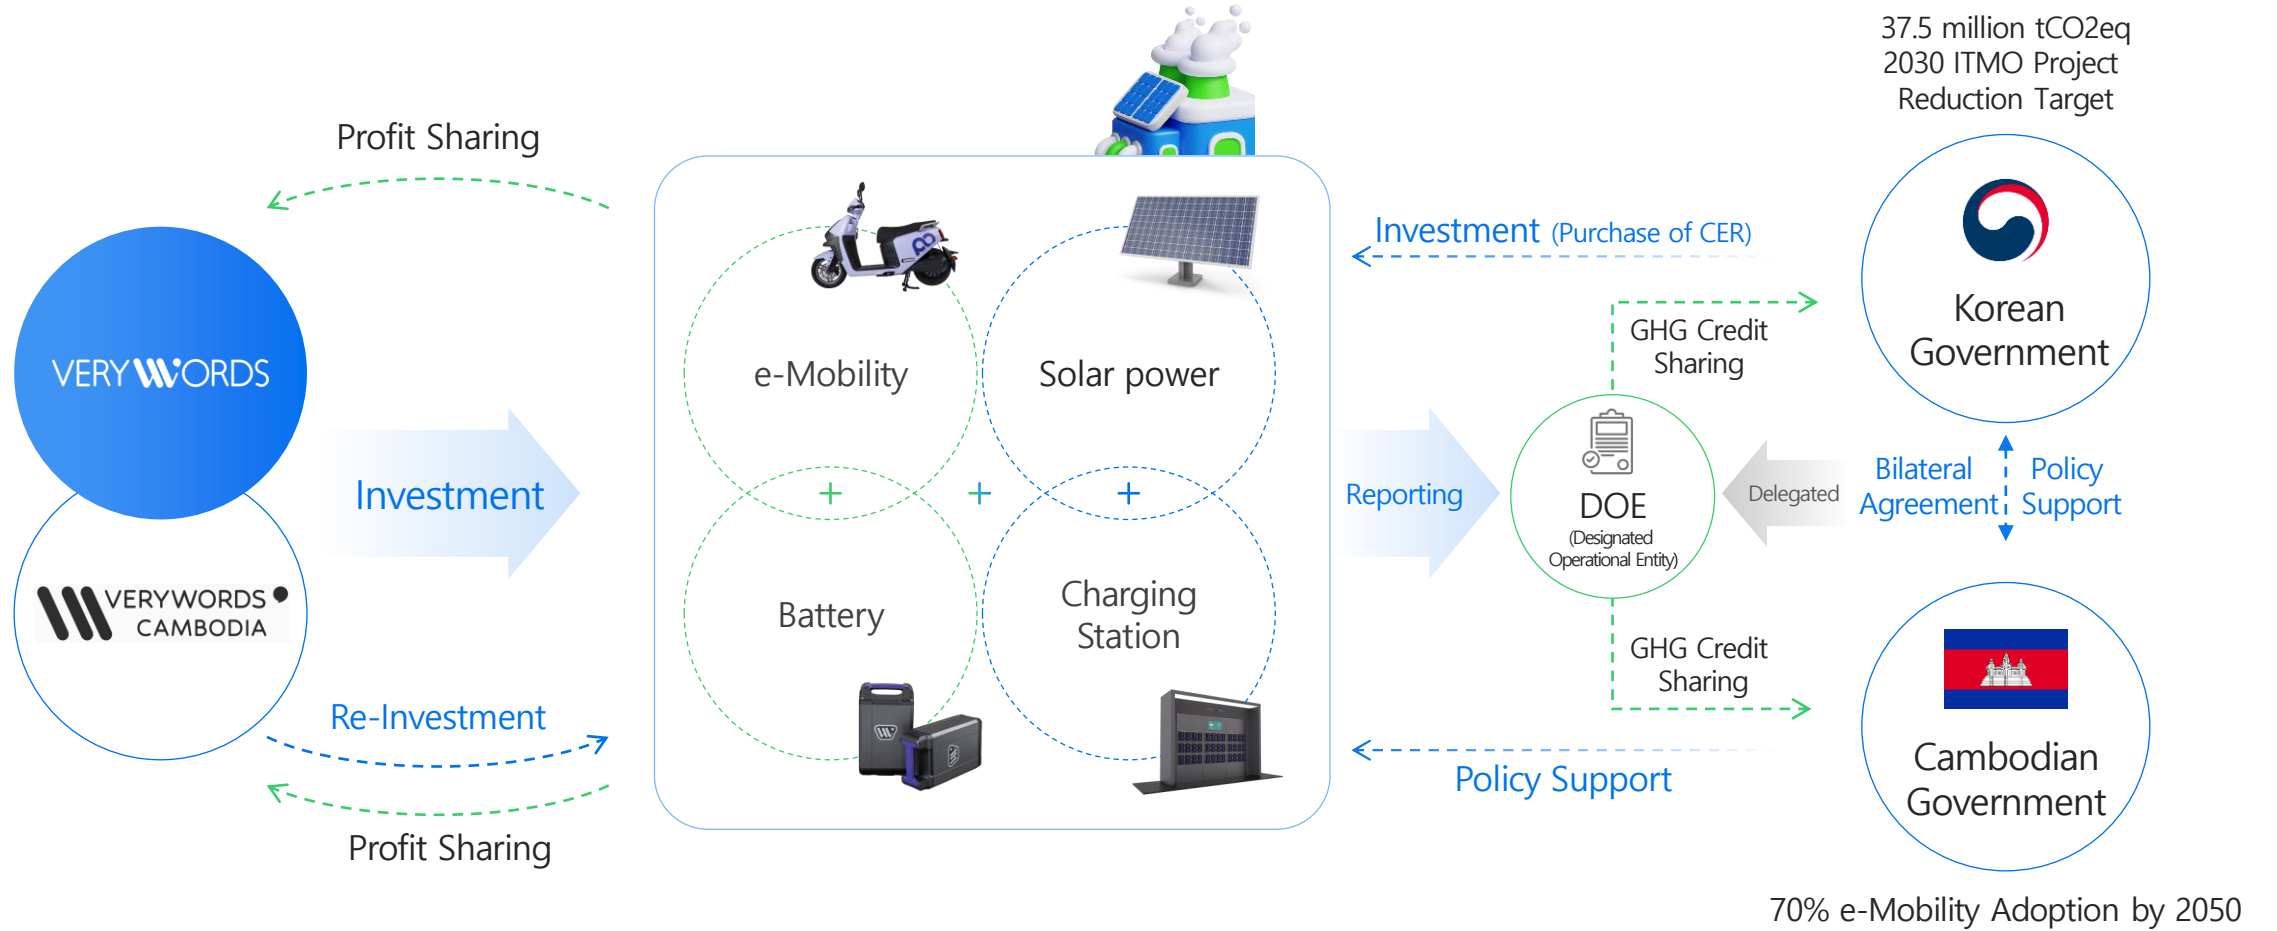 37.5 million tCO2eq
2030 ITMO Project
Reduction Target
Profit Sharing
VERYWORDS
VERYWORDS
CAMBODIA
Investment
Re-Investment
Profit Sharing
e-Mobility
Solar power
+
+
+
Battery
Charging
Station
Investment (Purchase of CER)
GHG Credit
Sharing
Reporting
DOE
(Designated
Operational Entity)
Delegated
GHG Credit
Sharing
Policy Support
Korean
Government
Bilateral
Agreement
Policy
Support
Cambodian
Government
70% e-Mobility Adoption by 2050